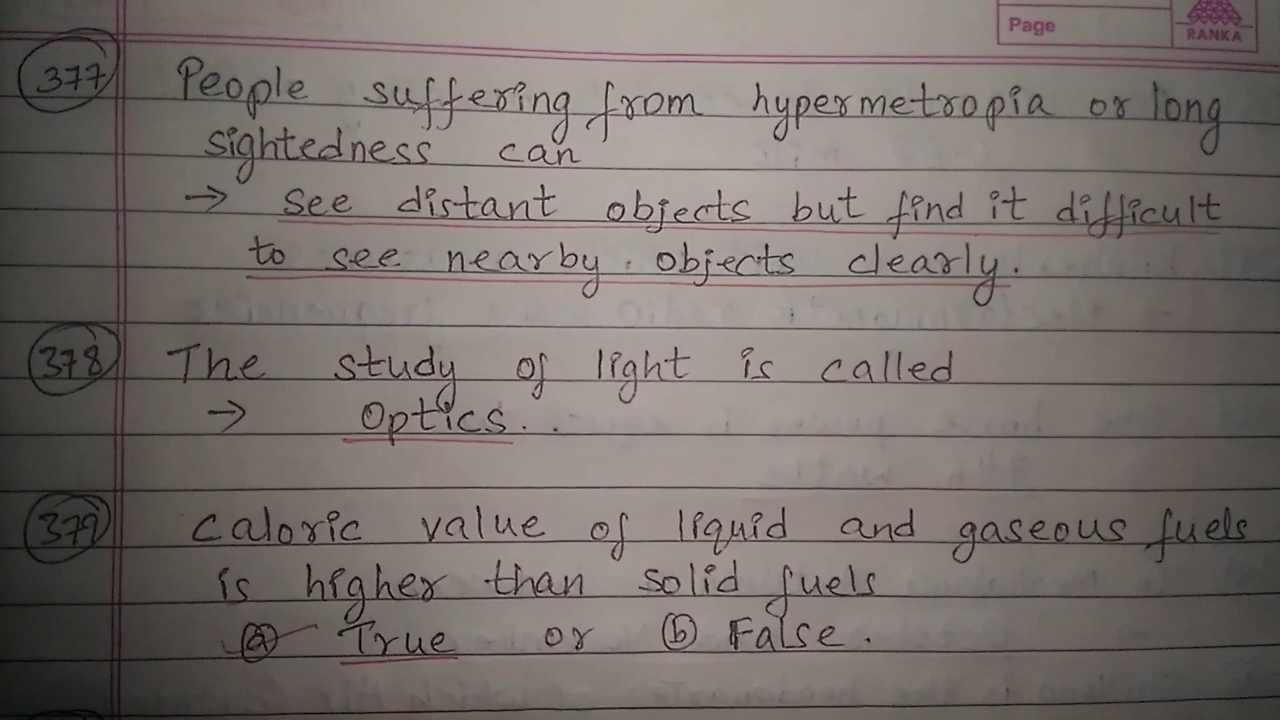 Page
RANKA
377 People suffering from hypermetropia or long
sightedness can
→ see distant objects but find it difficult
to see nearby objects clearly.
378 The study of light is called
→ Optics..
379 caloric value of liquid and gaseous fuels
is higher than solid fuels
ⓐ True or ⓑ False.